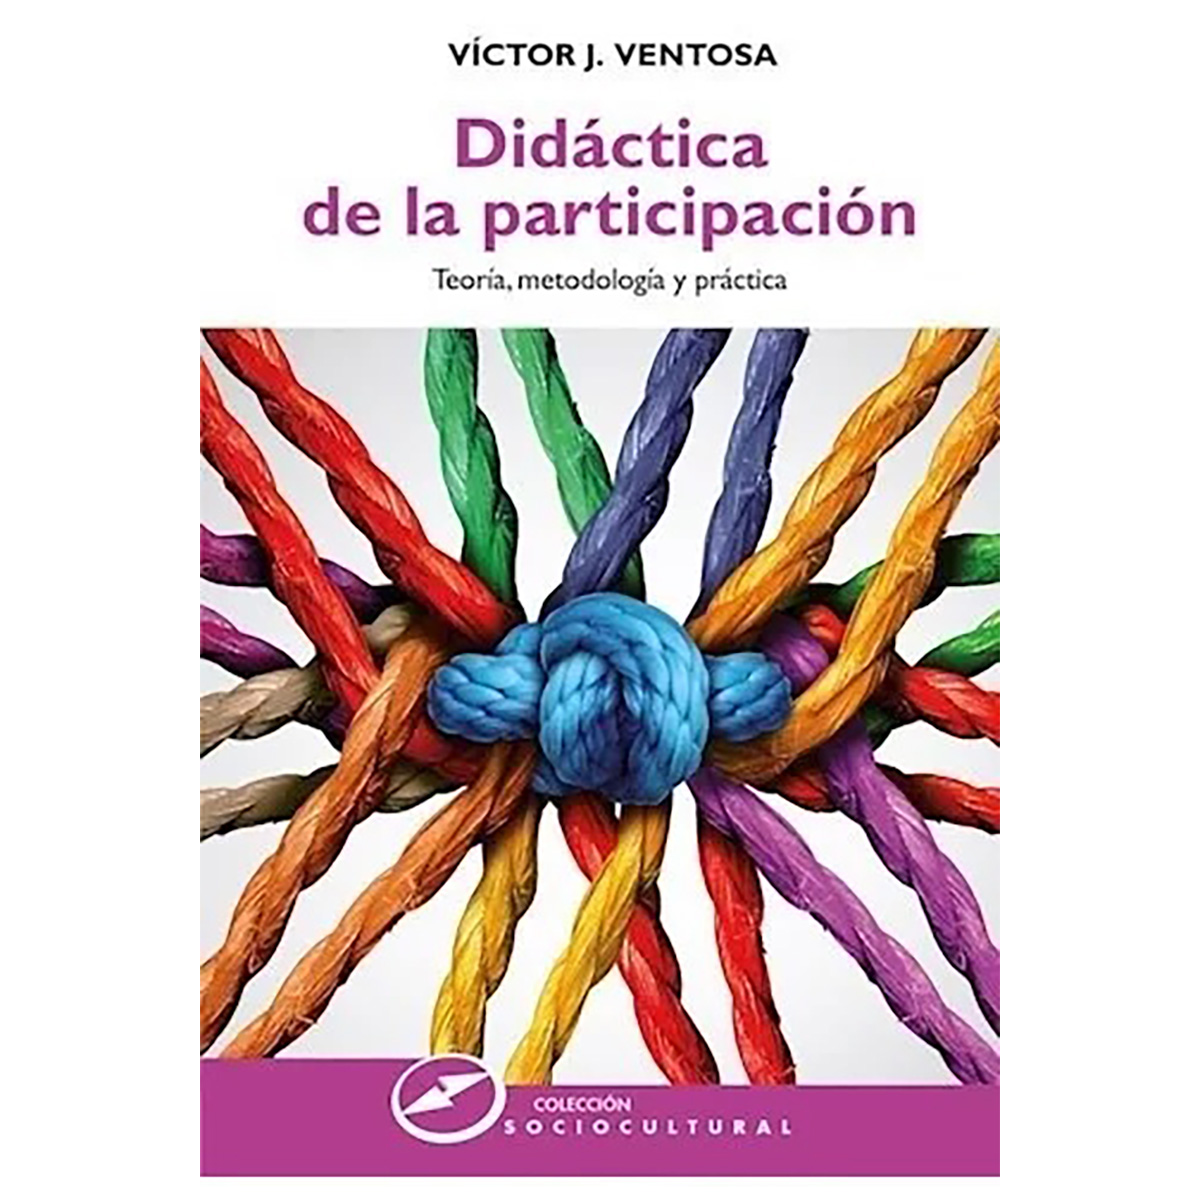 VÍCTOR J. VENTOSA
Didáctica
de la participación
Teoría, metodología y práctica
COLECCIÓN
SOCIOCULTURAL